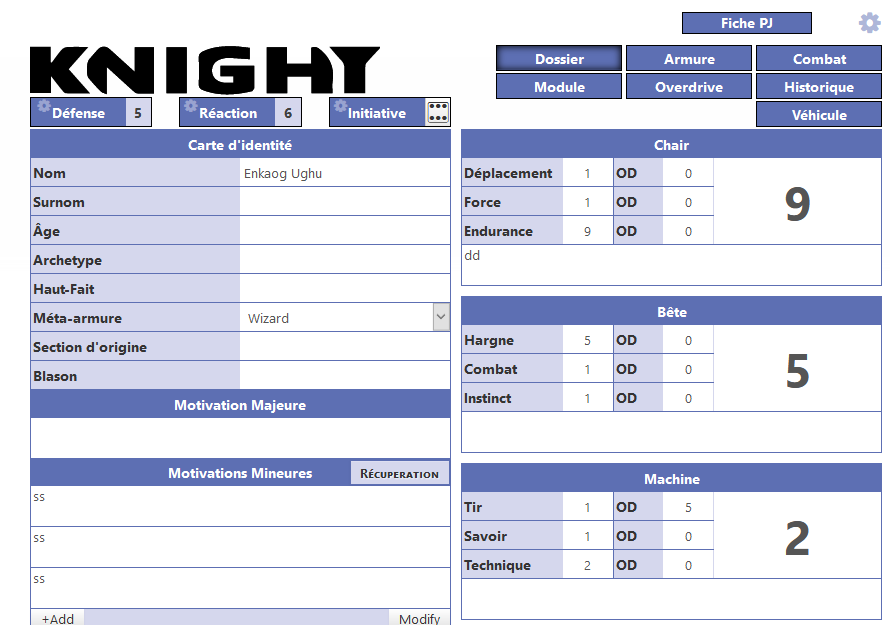 Fiche PJ
KNIGHT
Dossier Armure Combat
Module Overdrive Historique
Véhicule
Défense 5 Réaction 6 Initiative
Carte d'identité
Nom Enkaog Ughu
Surnom
Âge
Archetype
Haut-Fait
Méta-armure Wizard
Section d'origine
Blason
Motivation Majeure
Motivations Mineures RÉCUPERATION
ss
ss
ss
+Add Modify
Chair
Déplacement 1 OD 0
Force 1 OD 0
Endurance 9 OD 0
9
dd
Bête
Hargne 5 OD 0
Combat 1 OD 0
Instinct 1 OD 0
5
Machine
Tir 1 OD 5
Savoir 1 OD 0
Technique 2 OD 0
2